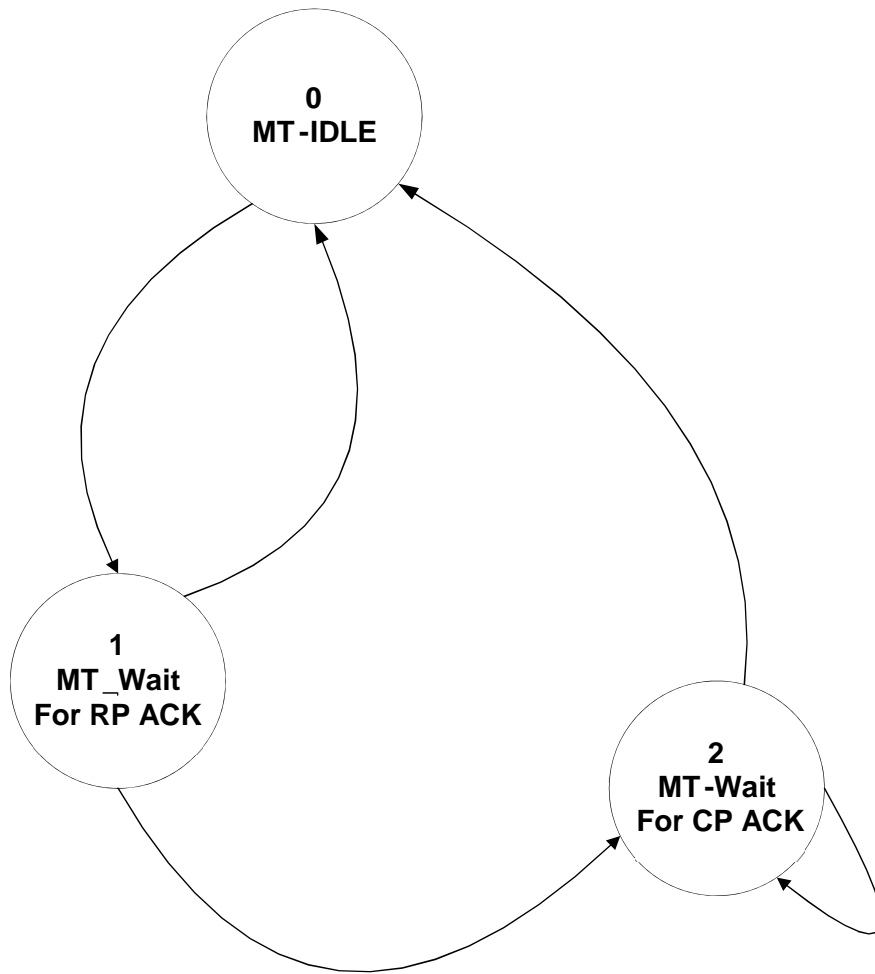 0
MT-IDLE
1
MT_Wait
For RP ACK
2
MT-Wait
For CP ACK